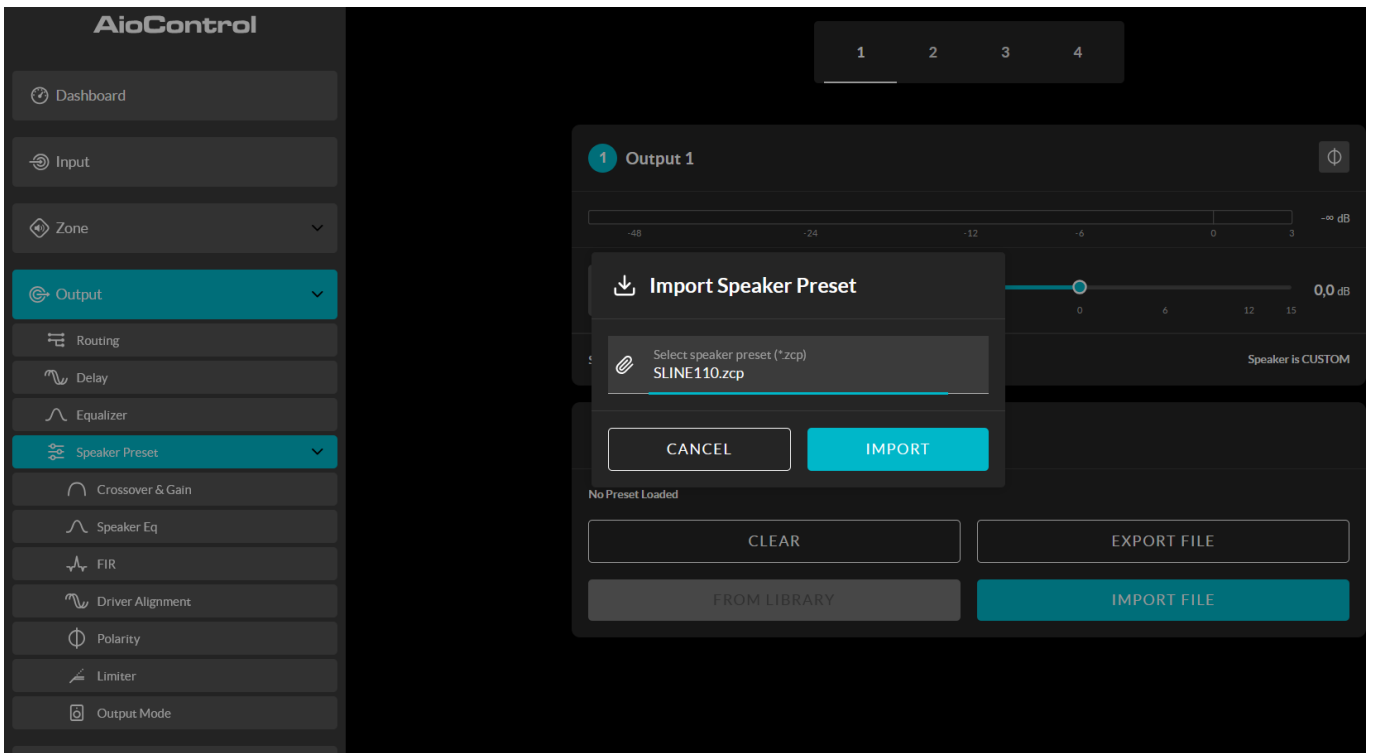 AioControl
Dashboard
Input
Zone
Output
Routing
Delay
Equalizer
Speaker Preset
Crossover & Gain
Speaker Eq
FIR
Driver Alignment
Polarity
Limiter
Output Mode
1 2 3 4
1 Output 1
-∞ dB
-48 -24 -12 -6 0 3
0,0 dB
0 6 12 15
Speaker is CUSTOM
Import Speaker Preset
Select speaker preset (*.zcp)
SLINE110.zcp
CANCEL IMPORT
No Preset Loaded
CLEAR EXPORT FILE
FROM LIBRARY IMPORT FILE